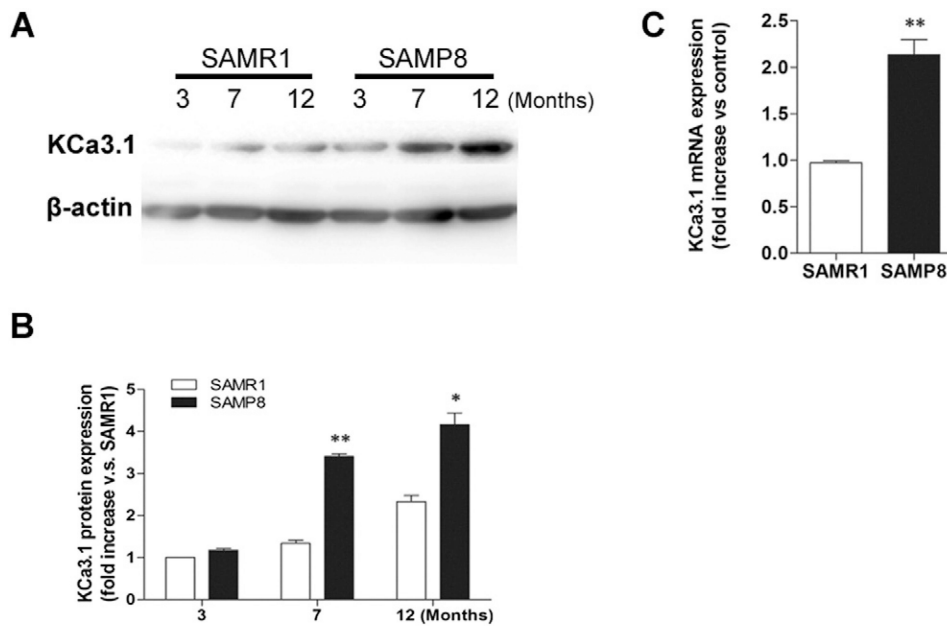 A
SAMR1 SAMP8
3 7 12 3 7 12 (Months)
KCa3.1
β-actin
B
KCa3.1 protein expression
(fold increase v.s. SAMR1)
SAMR1
SAMP8
5
4
3
2
1
0
** *
3 7 12 (Months)
C
KCa3.1 mRNA expression
(fold increase vs control)
2.5
2.0
1.0
0.5
0.0
**
SAMR1 SAMP8